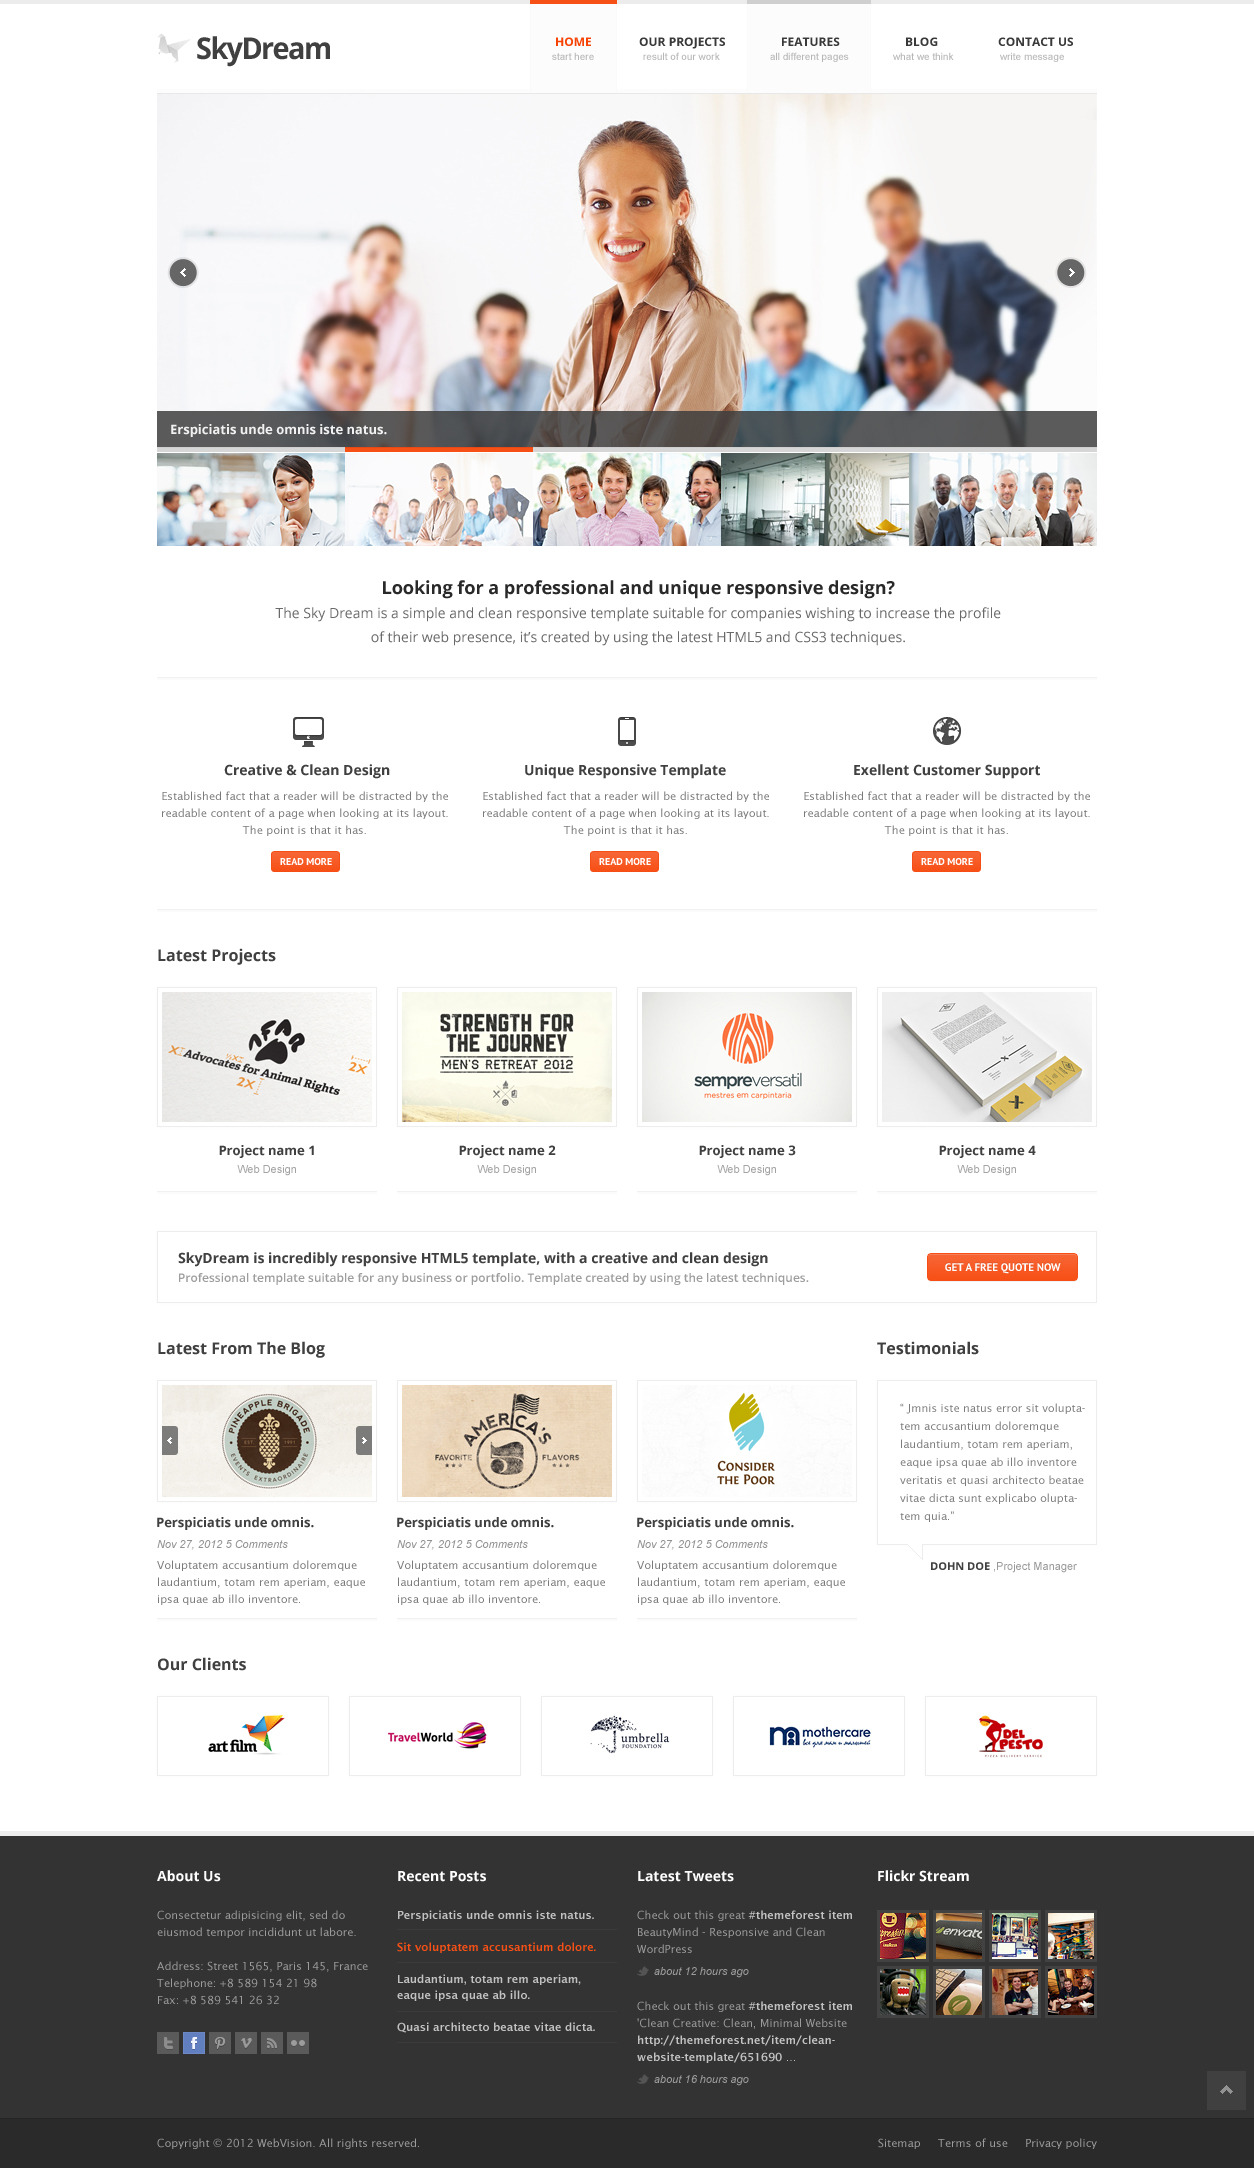 SkyDream
HOME
start here
OUR PROJECTS
result of our work
FEATURES
all different pages
BLOG
what we think
CONTACT US
write message
Erspiciatis unde omnis iste natus.
Looking for a professional and unique responsive design?
The Sky Dream is a simple and clean responsive template suitable for companies wishing to increase the profile
of their web presence, it's created by using the latest HTML5 and CSS3 techniques.
Creative & Clean Design
Established fact that a reader will be distracted by the
readable content of a page when looking at its layout.
The point is that it has.
READ MORE
Unique Responsive Template
Established fact that a reader will be distracted by the
readable content of a page when looking at its layout.
The point is that it has.
READ MORE
Exellent Customer Support
Established fact that a reader will be distracted by the
readable content of a page when looking at its layout.
The point is that it has.
READ MORE
Latest Projects
AFAR
Advocates for Animal Rights
X
½X
2X
2X
Project name 1
Web Design
STRENGTH FOR
THE JOURNEY
MEN'S RETREAT 2012
Project name 2
Web Design
sempreversatil
mestres em carpintaria
Project name 3
Web Design
Project name 4
Web Design
SkyDream is incredibly responsive HTML5 template, with a creative and clean design
Professional template suitable for any business or portfolio. Template created by using the latest techniques.
GET A FREE QUOTE NOW
Latest From The Blog
PINEAPPLE BRIGADE
EST. 1981
EVENTS EXTRAORDINAIRE
Perspiciatis unde omnis.
Nov 27, 2012 5 Comments
Voluptatem accusantium doloremque
laudantium, totam rem aperiam, eaque
ipsa quae ab illo inventore.
AMERICA'S
FAVORITE FLAVORS
Perspiciatis unde omnis.
Nov 27, 2012 5 Comments
Voluptatem accusantium doloremque
laudantium, totam rem aperiam, eaque
ipsa quae ab illo inventore.
CONSIDER
THE POOR
Perspiciatis unde omnis.
Nov 27, 2012 5 Comments
Voluptatem accusantium doloremque
laudantium, totam rem aperiam, eaque
ipsa quae ab illo inventore.
Testimonials
" Jmnis iste natus error sit volupta-
tem accusantium doloremque
laudantium, totam rem aperiam,
eaque ipsa quae ab illo inventore
veritatis et quasi architecto beatae
vitae dicta sunt explicabo olupta-
tem quia."
DOHN DOE ,Project Manager
Our Clients
art film
TravelWorld
umbrella
FOUNDATION
mothercare
все для мам и малышей
DEL
PESTO
PIZZA DELIVERY SERVICE
About Us
Consectetur adipisicing elit, sed do
eiusmod tempor incididunt ut labore.
Address: Street 1565, Paris 145, France
Telephone: +8 589 154 21 98
Fax: +8 589 541 26 32
Recent Posts
Perspiciatis unde omnis iste natus.
Sit voluptatem accusantium dolore.
Laudantium, totam rem aperiam,
eaque ipsa quae ab illo.
Quasi architecto beatae vitae dicta.
Latest Tweets
Check out this great #themeforest item
BeautyMind - Responsive and Clean
WordPress
about 12 hours ago
Check out this great #themeforest item
'Clean Creative: Clean, Minimal Website
http://themeforest.net/item/clean-
website-template/651690 ...
about 16 hours ago
Flickr Stream
envato
Copyright © 2012 WebVision. All rights reserved.
Sitemap
Terms of use
Privacy policy